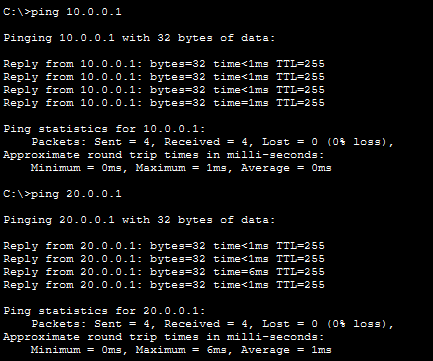 C:\>ping 10.0.0.1
Pinging 10.0.0.1 with 32 bytes of data:
Reply from 10.0.0.1: bytes=32 time<1ms TTL=255
Reply from 10.0.0.1: bytes=32 time<1ms TTL=255
Reply from 10.0.0.1: bytes=32 time<1ms TTL=255
Reply from 10.0.0.1: bytes=32 time=1ms TTL=255
Ping statistics for 10.0.0.1:
    Packets: Sent = 4, Received = 4, Lost = 0 (0% loss),
Approximate round trip times in milli-seconds:
    Minimum = 0ms, Maximum = 1ms, Average = 0ms
C:\>ping 20.0.0.1
Pinging 20.0.0.1 with 32 bytes of data:
Reply from 20.0.0.1: bytes=32 time<1ms TTL=255
Reply from 20.0.0.1: bytes=32 time<1ms TTL=255
Reply from 20.0.0.1: bytes=32 time=6ms TTL=255
Reply from 20.0.0.1: bytes=32 time<1ms TTL=255
Ping statistics for 20.0.0.1:
    Packets: Sent = 4, Received = 4, Lost = 0 (0% loss),
Approximate round trip times in milli-seconds:
    Minimum = 0ms, Maximum = 6ms, Average = 1ms